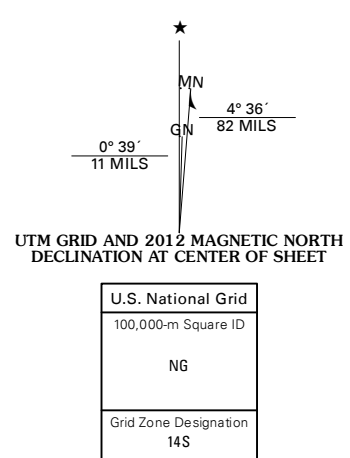 ★
MN
4° 36´
82 MILS
GN
0° 39´
11 MILS
UTM GRID AND 2012 MAGNETIC NORTH
DECLINATION AT CENTER OF SHEET
U.S. National Grid
100,000-m Square ID
NG
Grid Zone Designation
14S